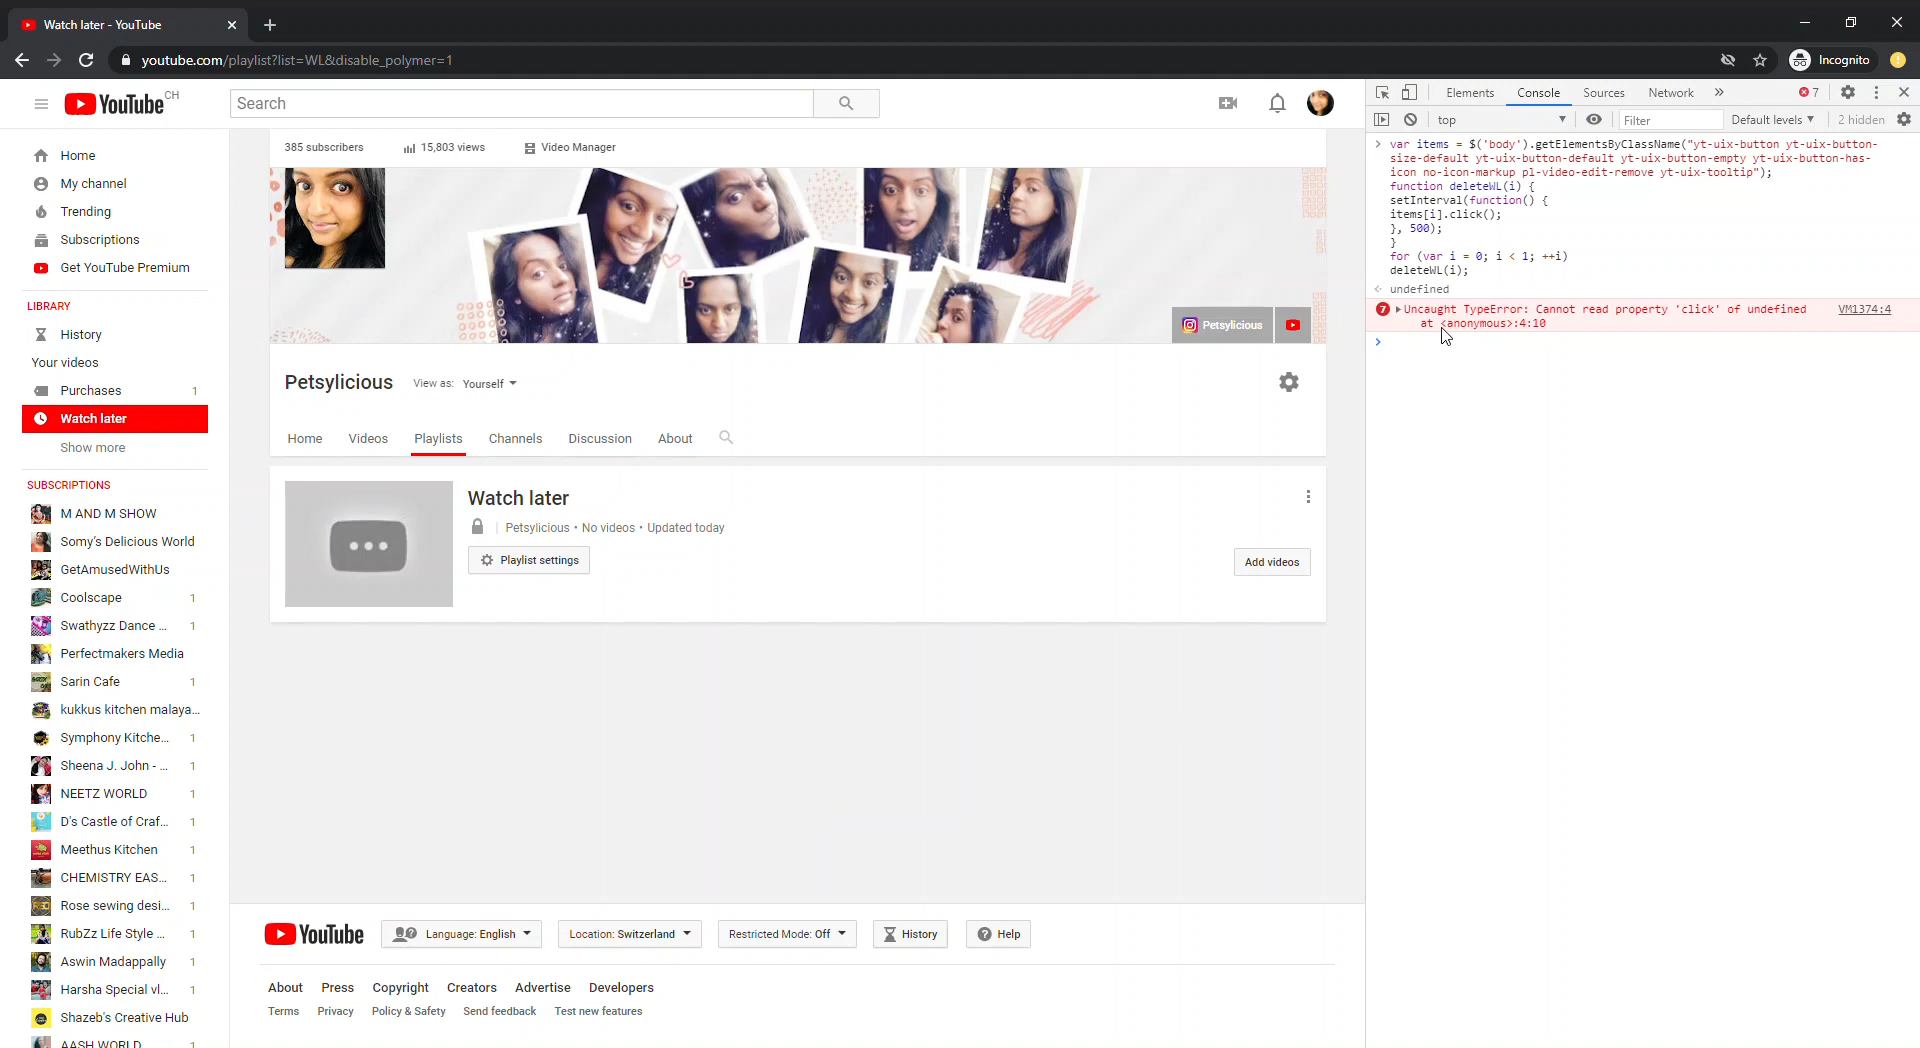 Watch later - YouTube
youtube.com/playlist?list=WL&disable_polymer=1
Incognito
YouTube CH
Search
Home
My channel
Trending
Subscriptions
Get YouTube Premium
LIBRARY
History
Your videos
Purchases 1
Watch later
Show more
SUBSCRIPTIONS
M AND M SHOW
Somy's Delicious World
GetAmusedWithUs
Coolscape 1
Swathyzz Dance ... 1
Perfectmakers Media
Sarin Cafe 1
kukkus kitchen malaya...
Symphony Kitche... 1
Sheena J. John - ... 1
NEETZ WORLD 1
D's Castle of Craf... 1
Meethus Kitchen 1
CHEMISTRY EAS... 1
Rose sewing desi... 1
RubZz Life Style ... 1
Aswin Madappally 1
Harsha Special vl... 1
Shazeb's Creative Hub
AASH WORLD 1
385 subscribers 15,803 views Video Manager
Petsylicious
Petsylicious View as: Yourself
Home Videos Playlists Channels Discussion About
Watch later
Petsylicious • No videos • Updated today
Playlist settings
Add videos
YouTube Language: English Location: Switzerland Restricted Mode: Off History Help
About Press Copyright Creators Advertise Developers
Terms Privacy Policy & Safety Send feedback Test new features
Elements Console Sources Network » 7
top Filter Default levels 2 hidden
> var items = $('body').getElementsByClassName("yt-uix-button yt-uix-button-
size-default yt-uix-button-default yt-uix-button-empty yt-uix-button-has-
icon no-icon-markup pl-video-edit-remove yt-uix-tooltip");
function deleteWL(i) {
setInterval(function() {
items[i].click();
}, 500);
}
for (var i = 0; i < 1; ++i)
deleteWL(i);
undefined
7 Uncaught TypeError: Cannot read property 'click' of undefined VM1374:4
at <anonymous>:4:10
>